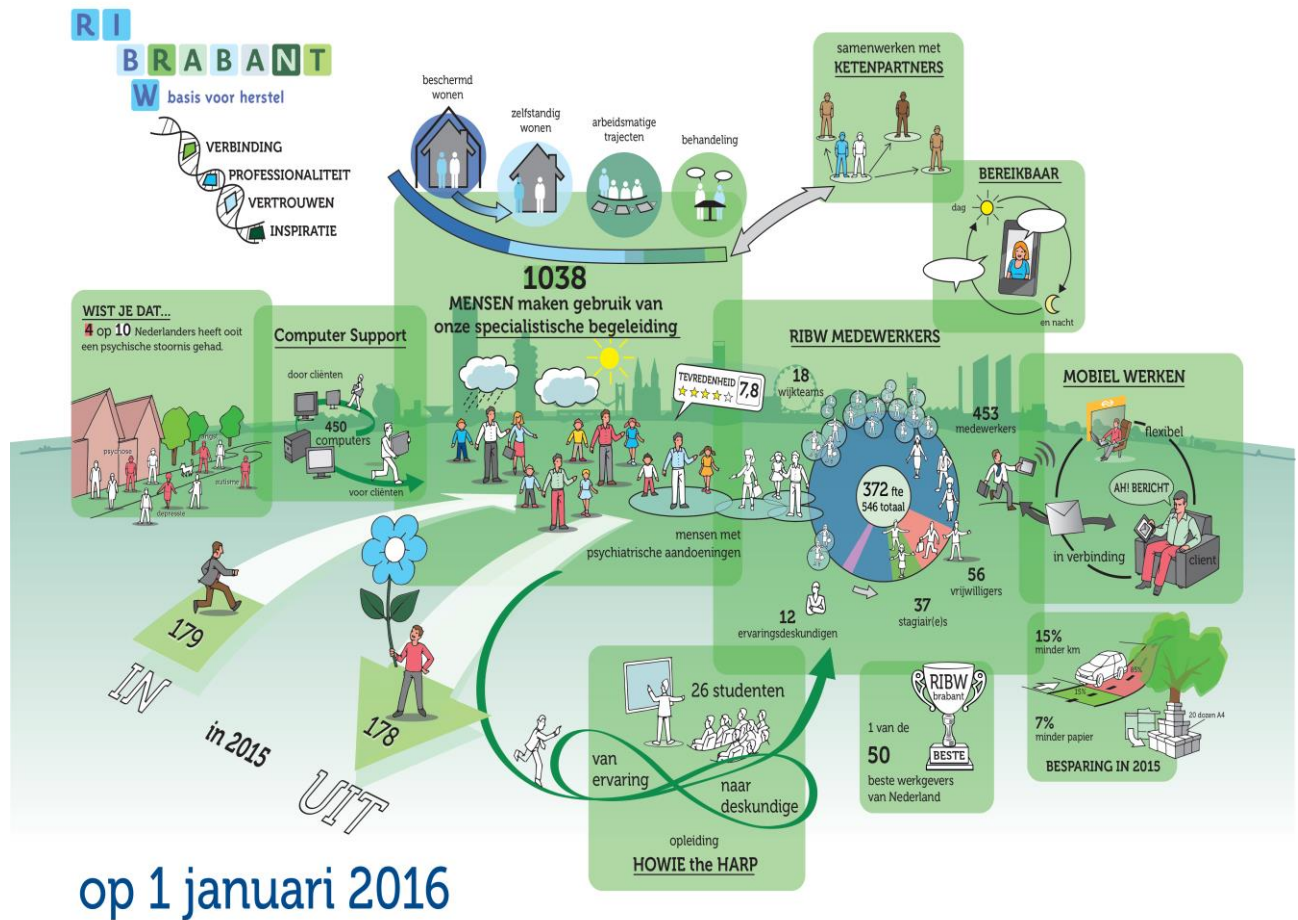 RI
BRABANT
W basis voor herstel
VERBINDING
PROFESSIONALITEIT
VERTROUWEN
INSPIRATIE
beschermd
wonen
zelfstandig
wonen
arbeidsmatige
trajecten
behandeling
samenwerken met
KETENPARTNERS
BEREIKBAAR
dag
en nacht
1038
MENSEN maken gebruik van
onze specialistische begeleiding
WIST JE DAT...
4 op 10 Nederlanders heeft ooit
een psychische stoornis gehad.
psychose
angst
autisme
depressie
Computer Support
door cliënten
450
computers
voor cliënten
TEVREDENHEID
7,8
mensen met
psychiatrische aandoeningen
RIBW MEDEWERKERS
18
wijkteams
453
medewerkers
372 fte
546 totaal
56
vrijwilligers
37
stagiair(e)s
12
ervaringsdeskundigen
MOBIEL WERKEN
flexibel
AH! BERICHT
in verbinding
client
179
IN
in 2015
178
UIT
26 studenten
van
ervaring
naar
deskundige
opleiding
HOWIE the HARP
RIBW
brabant
BESTE
1 van de
50
beste werkgevers
van Nederland
15%
minder km
85%
15%
7%
minder papier
20 dozen A4
BESPARING IN 2015
op 1 januari 2016